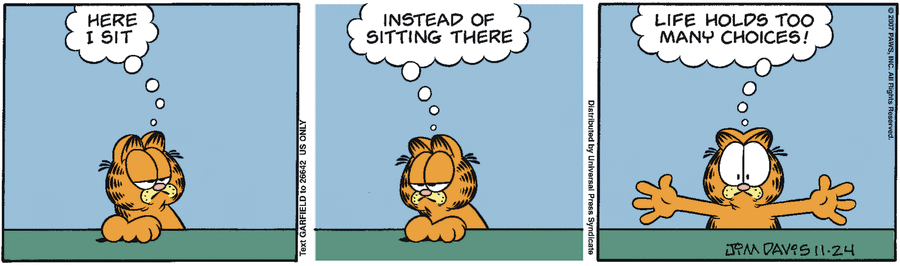 HERE
I SIT
Text GARFIELD to 26642 US ONLY
INSTEAD OF
SITTING THERE
Distributed by Universal Press Syndicate
LIFE HOLDS TOO
MANY CHOICES!
© 2007 PAWS, INC. All Rights Reserved.
JIM DAVIS 11·24